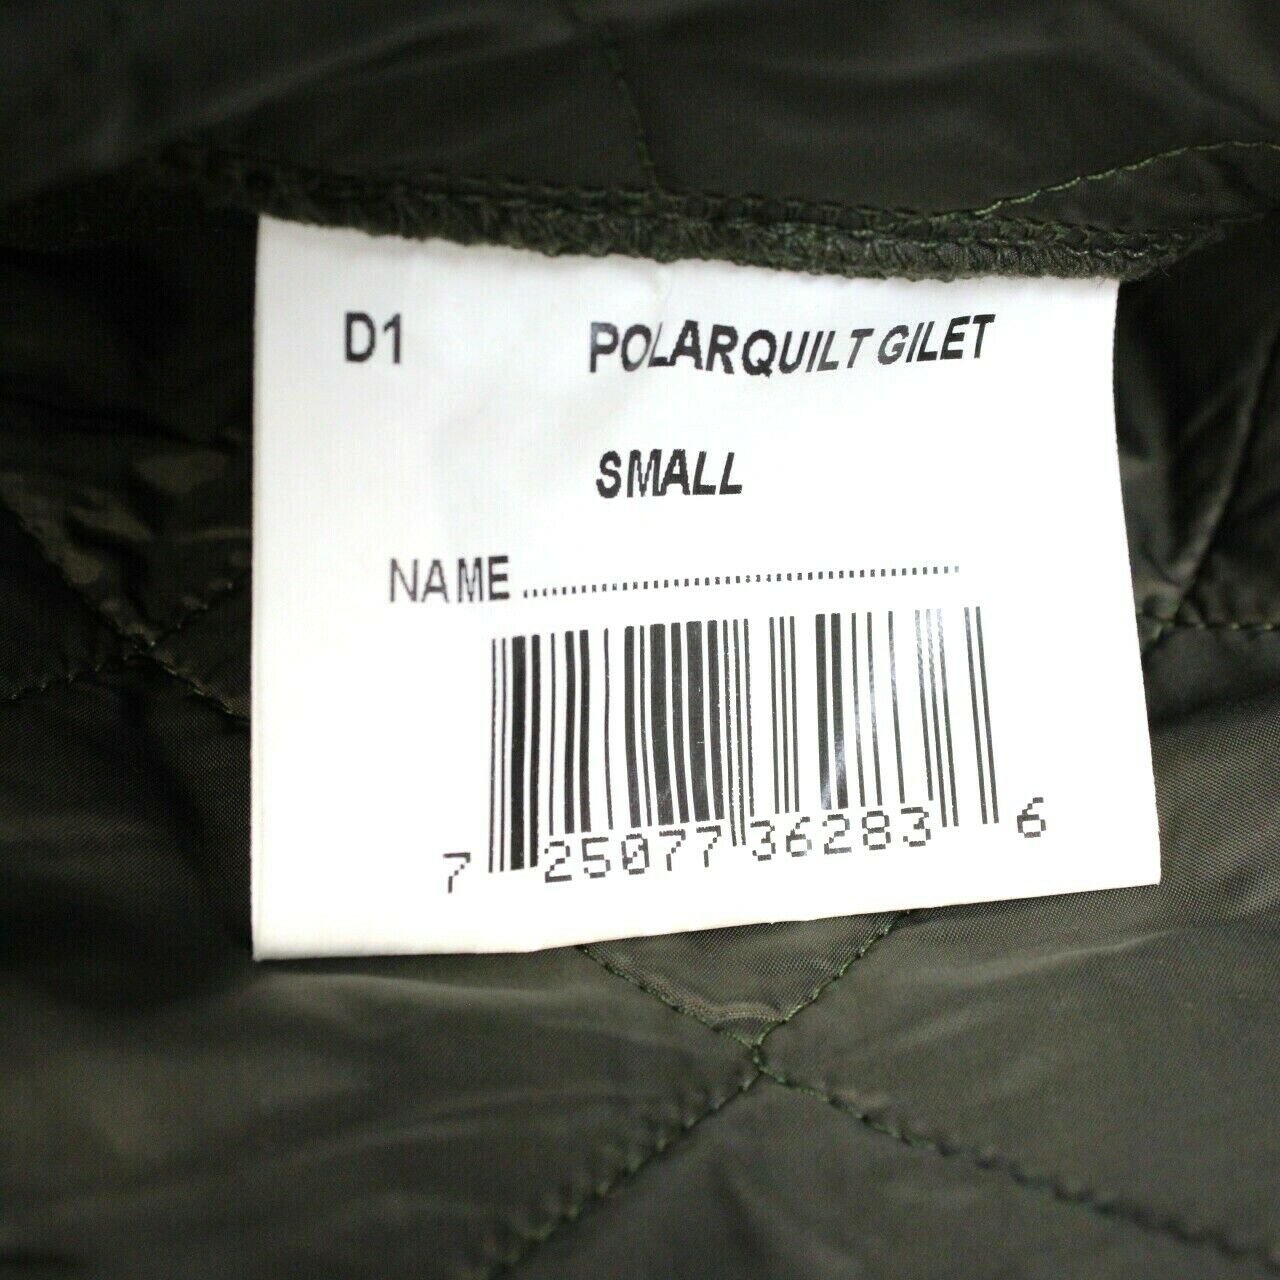 D1 POLARQUILT GILET
SMALL
NAME................................................
7 25077 36283 6